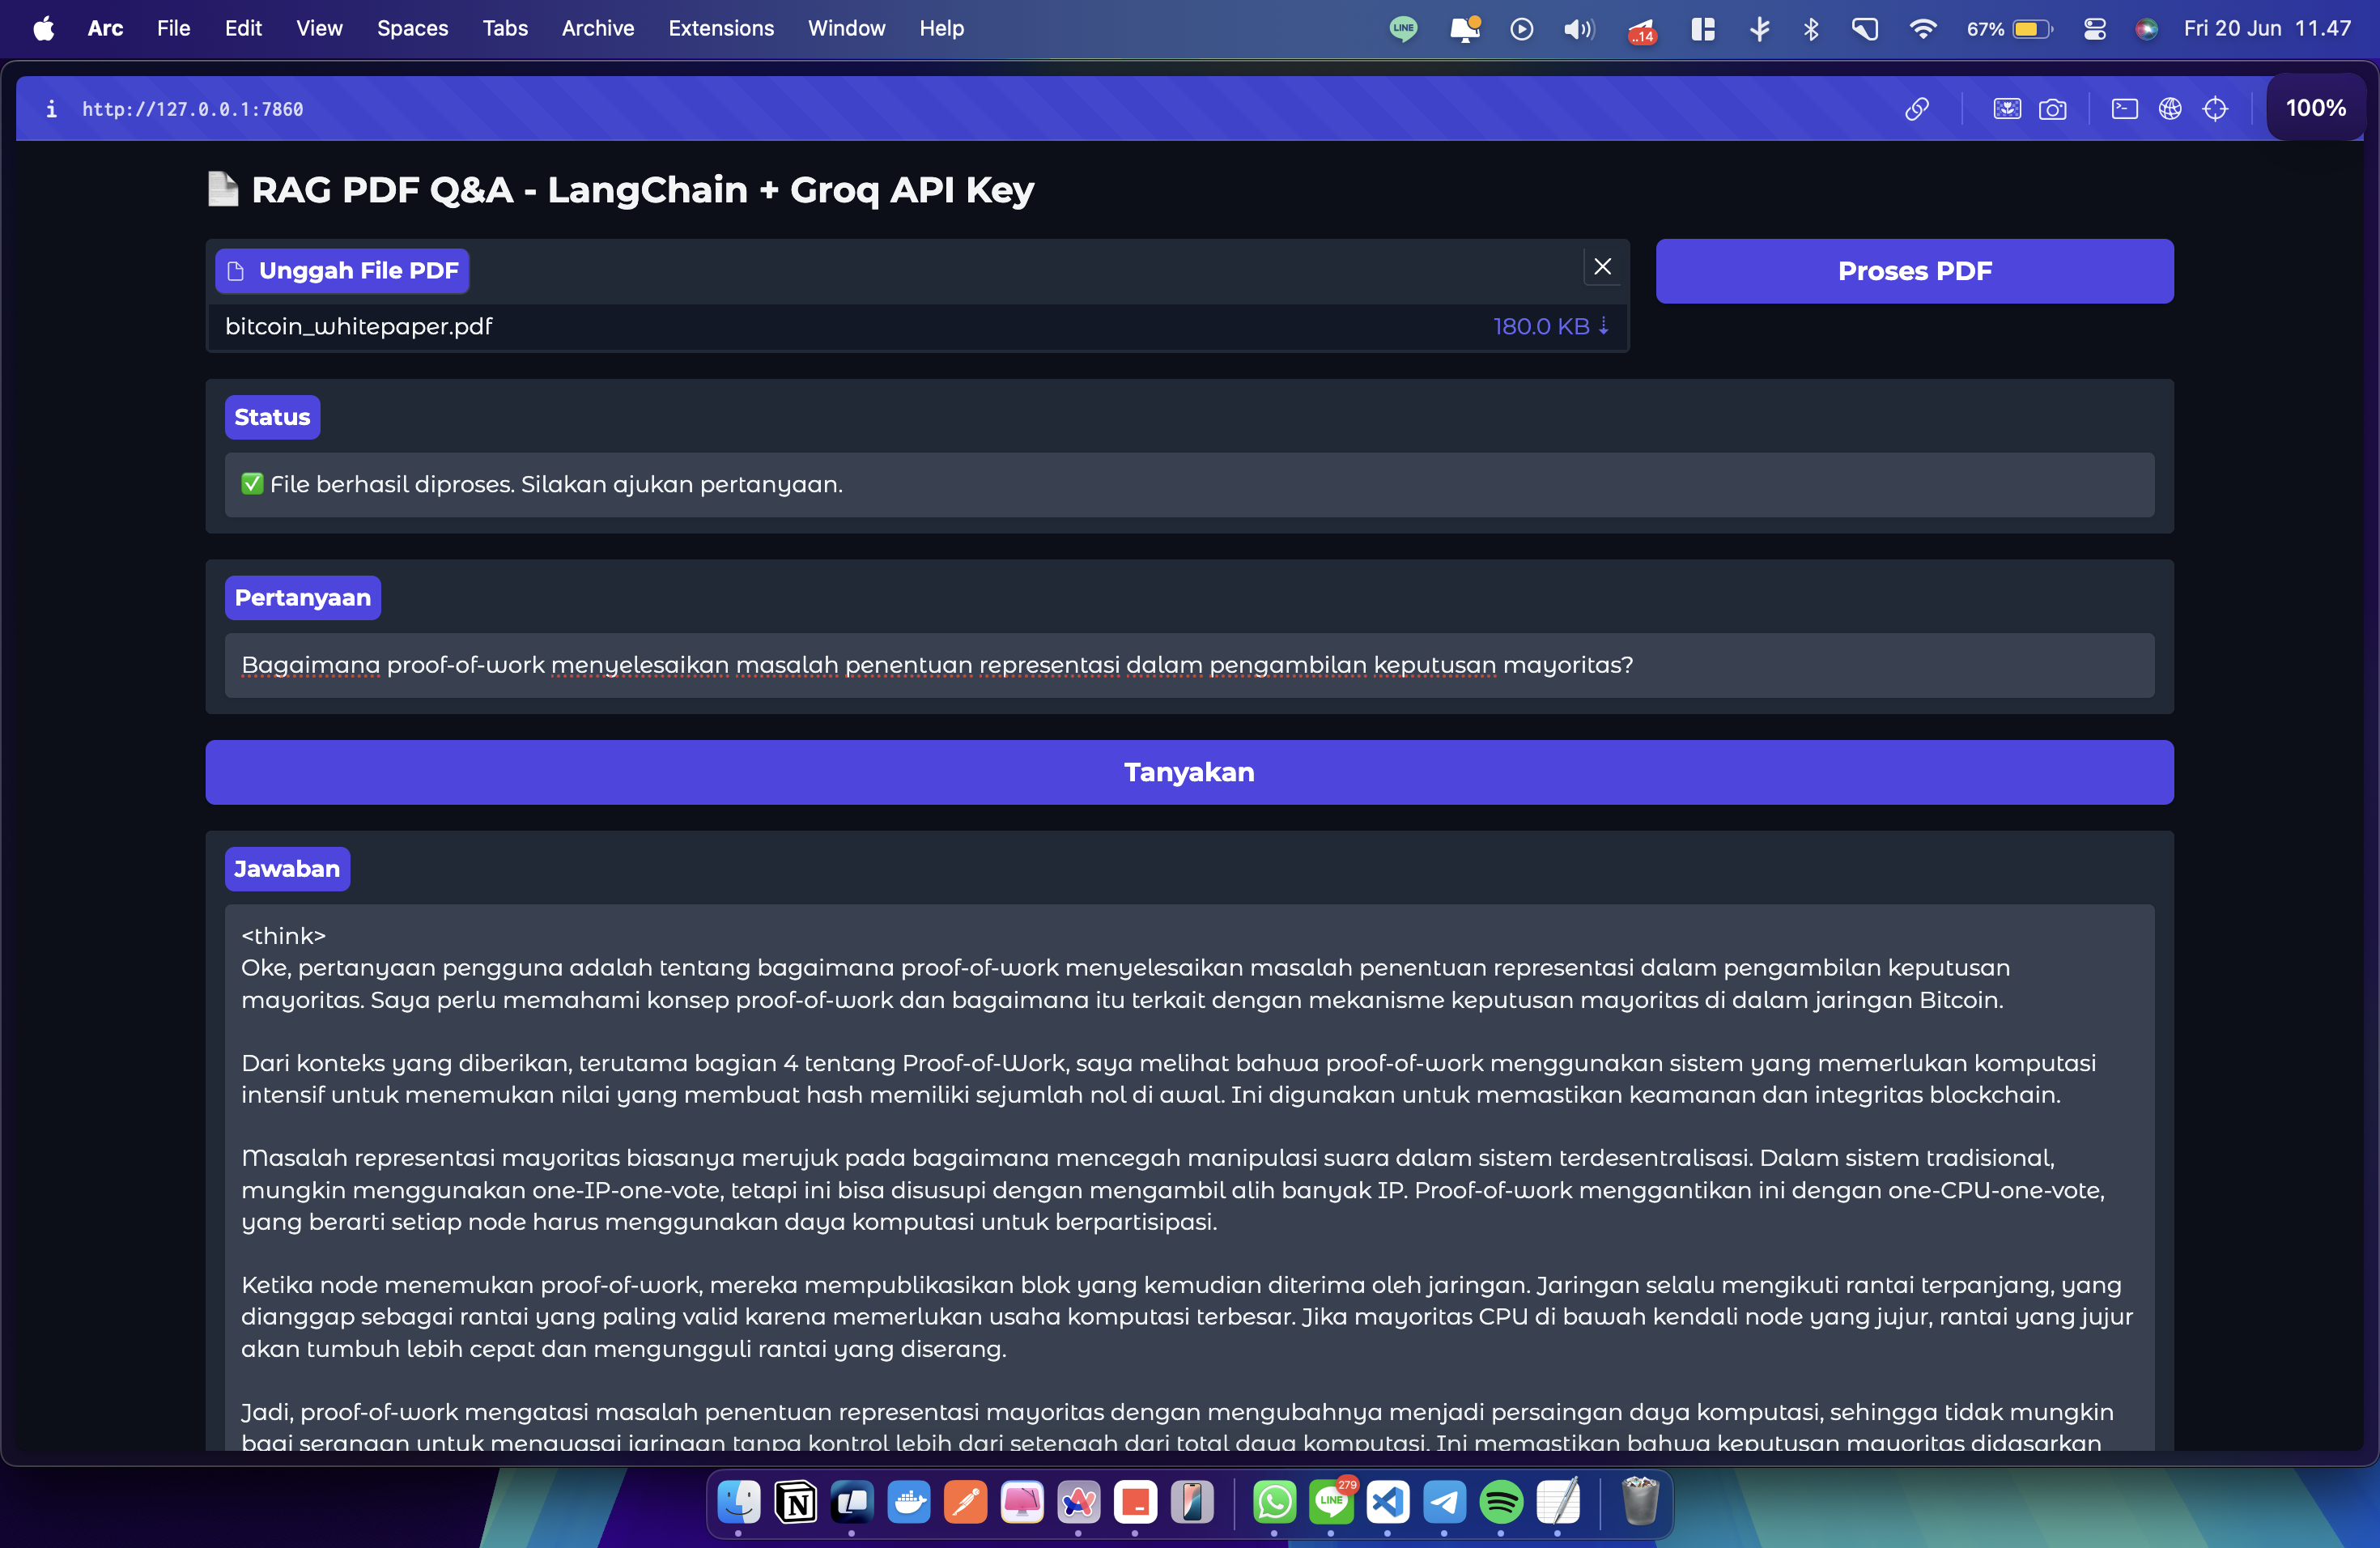 Arc File Edit View Spaces Tabs Archive Extensions Window Help LINE ..14 67% Fri 20 Jun 11.47
http://127.0.0.1:7860 100%
RAG PDF Q&A - LangChain + Groq API Key
Unggah File PDF
Proses PDF
bitcoin_whitepaper.pdf 180.0 KB ⇣
Status
✅ File berhasil diproses. Silakan ajukan pertanyaan.
Pertanyaan
Bagaimana proof-of-work menyelesaikan masalah penentuan representasi dalam pengambilan keputusan mayoritas?
Tanyakan
Jawaban
<think>
Oke, pertanyaan pengguna adalah tentang bagaimana proof-of-work menyelesaikan masalah penentuan representasi dalam pengambilan keputusan
mayoritas. Saya perlu memahami konsep proof-of-work dan bagaimana itu terkait dengan mekanisme keputusan mayoritas di dalam jaringan Bitcoin.
Dari konteks yang diberikan, terutama bagian 4 tentang Proof-of-Work, saya melihat bahwa proof-of-work menggunakan sistem yang memerlukan komputasi
intensif untuk menemukan nilai yang membuat hash memiliki sejumlah nol di awal. Ini digunakan untuk memastikan keamanan dan integritas blockchain.
Masalah representasi mayoritas biasanya merujuk pada bagaimana mencegah manipulasi suara dalam sistem terdesentralisasi. Dalam sistem tradisional,
mungkin menggunakan one-IP-one-vote, tetapi ini bisa disusupi dengan mengambil alih banyak IP. Proof-of-work menggantikan ini dengan one-CPU-one-vote,
yang berarti setiap node harus menggunakan daya komputasi untuk berpartisipasi.
Ketika node menemukan proof-of-work, mereka mempublikasikan blok yang kemudian diterima oleh jaringan. Jaringan selalu mengikuti rantai terpanjang, yang
dianggap sebagai rantai yang paling valid karena memerlukan usaha komputasi terbesar. Jika mayoritas CPU di bawah kendali node yang jujur, rantai yang jujur
akan tumbuh lebih cepat dan mengungguli rantai yang diserang.
Jadi, proof-of-work mengatasi masalah penentuan representasi mayoritas dengan mengubahnya menjadi persaingan daya komputasi, sehingga tidak mungkin
bagi serangan untuk menguasai jaringan tanpa kontrol lebih dari setengah dari total daya komputasi. Ini memastikan bahwa keputusan mayoritas didasarkan
279
LINE